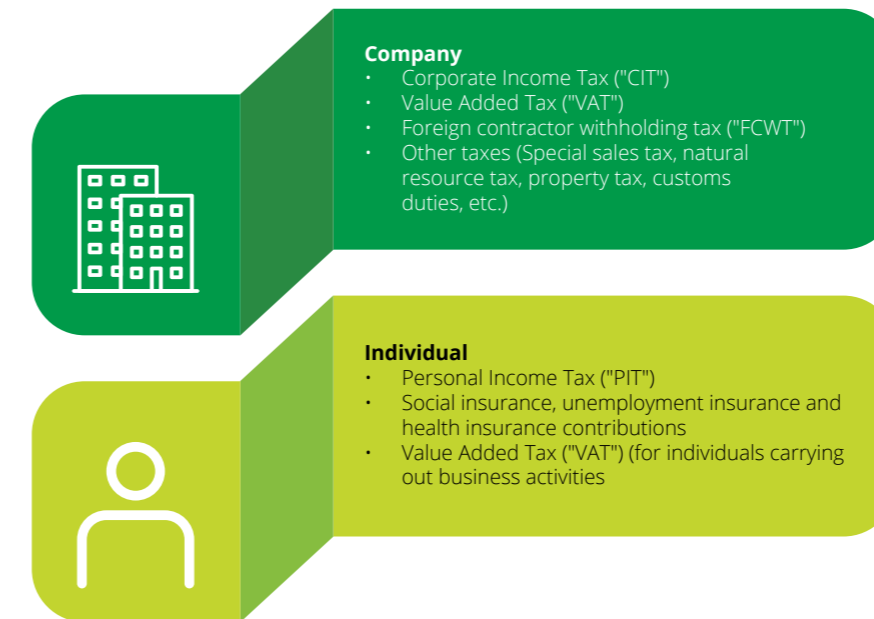 Company
• Corporate Income Tax ("CIT")
• Value Added Tax ("VAT")
• Foreign contractor withholding tax ("FCWT")
• Other taxes (Special sales tax, natural
resource tax, property tax, customs
duties, etc.)
Individual
• Personal Income Tax ("PIT")
• Social insurance, unemployment insurance and
health insurance contributions
• Value Added Tax ("VAT") (for individuals carrying
out business activities